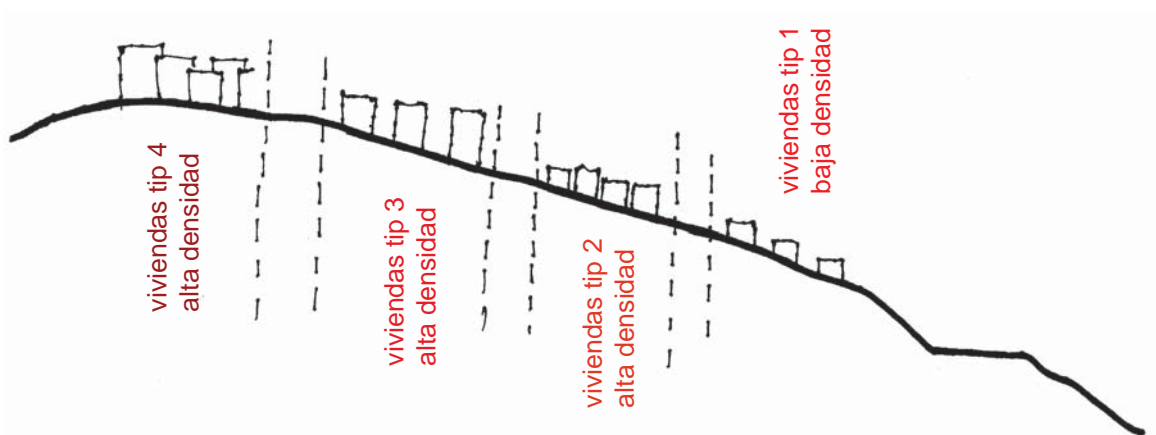 viviendas tip 4
alta densidad
viviendas tip 3
alta densidad
viviendas tip 2
alta densidad
viviendas tip 1
baja densidad